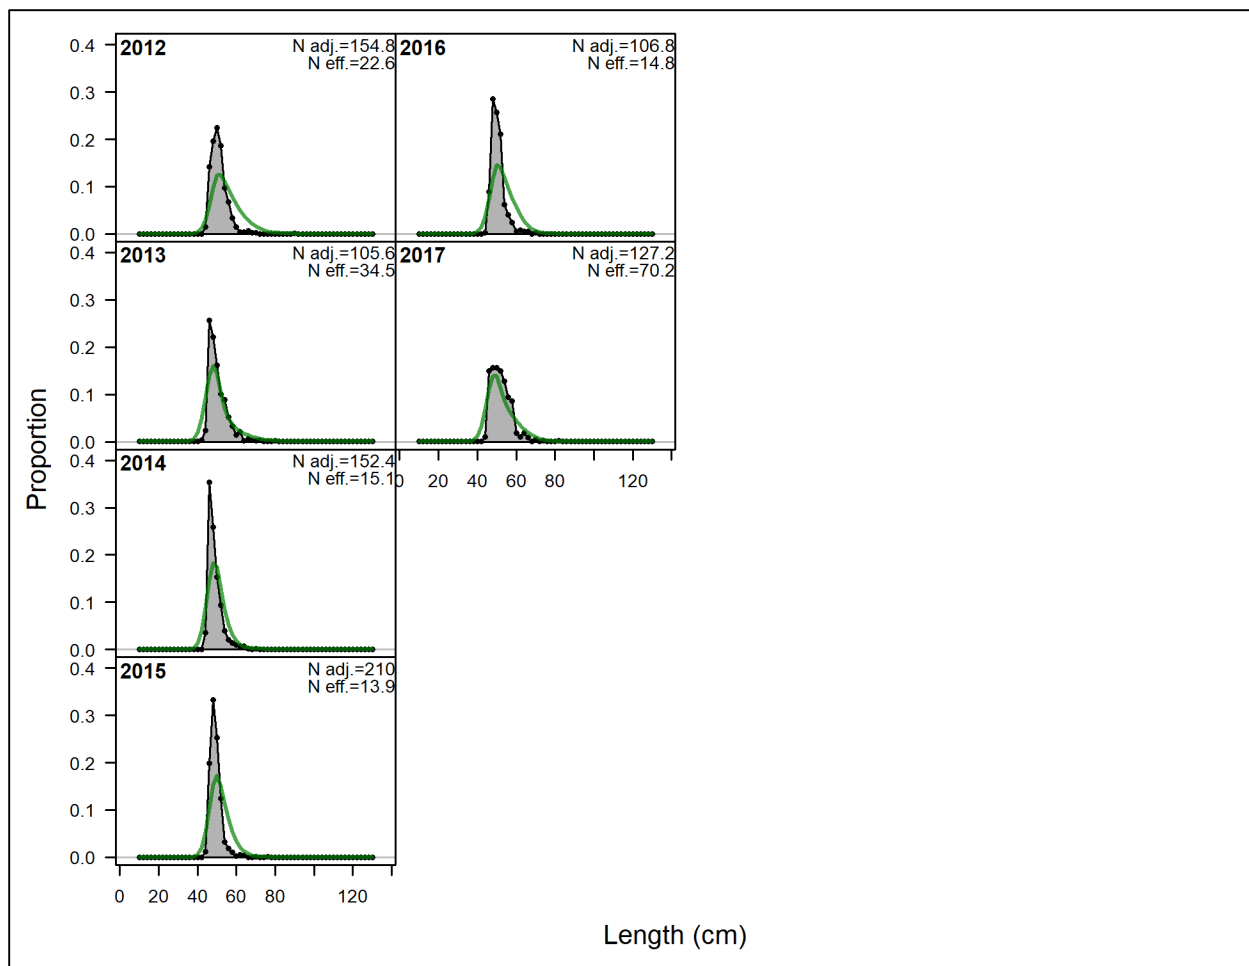 2012
N adj.=154.8
N eff.=22.6
0.4
0.3
0.2
0.1
0.0
2016
N adj.=106.8
N eff.=14.8
2013
N adj.=105.6
N eff.=34.5
0.4
0.3
0.2
0.1
0.0
2017
N adj.=127.2
N eff.=70.2
0 20 40 60 80 120
2014
N adj.=152.4
N eff.=15.1
0.4
0.3
0.2
0.1
0.0
2015
N adj.=210
N eff.=13.9
0.4
0.3
0.2
0.1
0.0
0 20 40 60 80 120
Proportion
Length (cm)